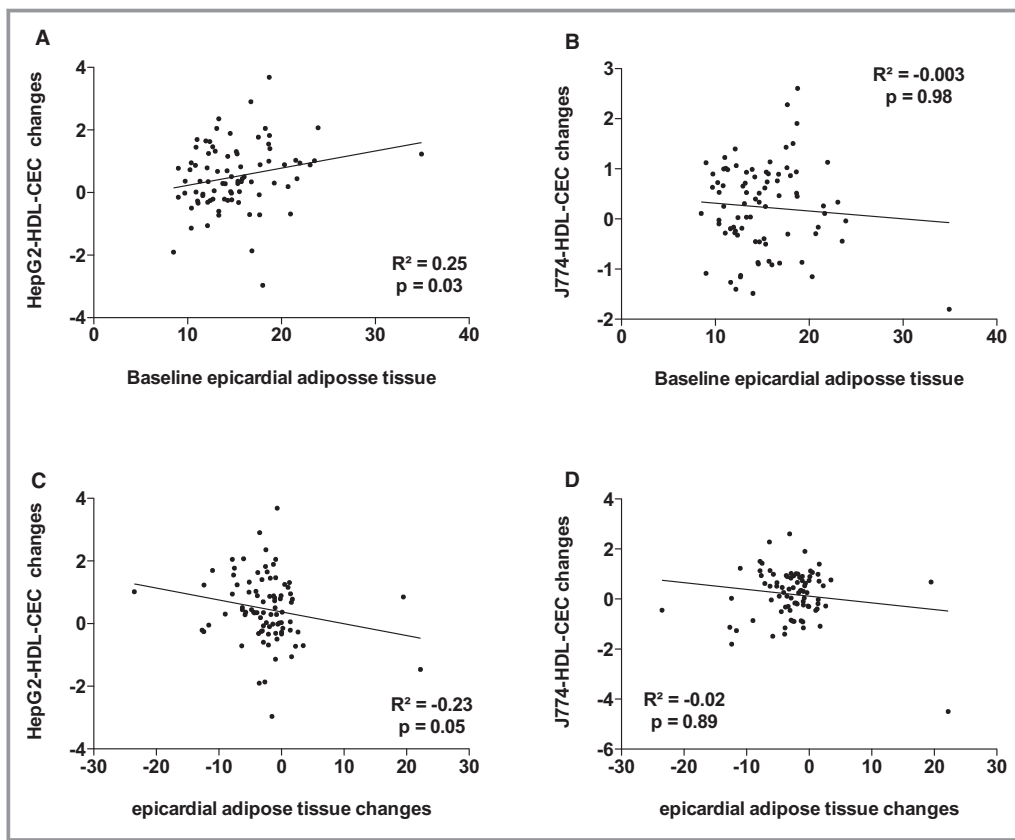 A
HepG2-HDL-CEC changes
4
2
0
-2
-4
0 10 20 30 40
R² = 0.25
p = 0.03
Baseline epicardial adiposse tissue
B
J774-HDL-CEC changes
3
2
1
0
-1
-2
0 10 20 30 40
R² = -0.003
p = 0.98
Baseline epicardial adiposse tissue
C
HepG2-HDL-CEC changes
4
2
0
-2
-4
-30 -20 -10 0 10 20 30
R² = -0.23
p = 0.05
epicardial adipose tissue changes
D
J774-HDL-CEC changes
4
2
0
-2
-4
-6
-30 -20 -10 0 10 20 30
R² = -0.02
p = 0.89
epicardial adipose tissue changes